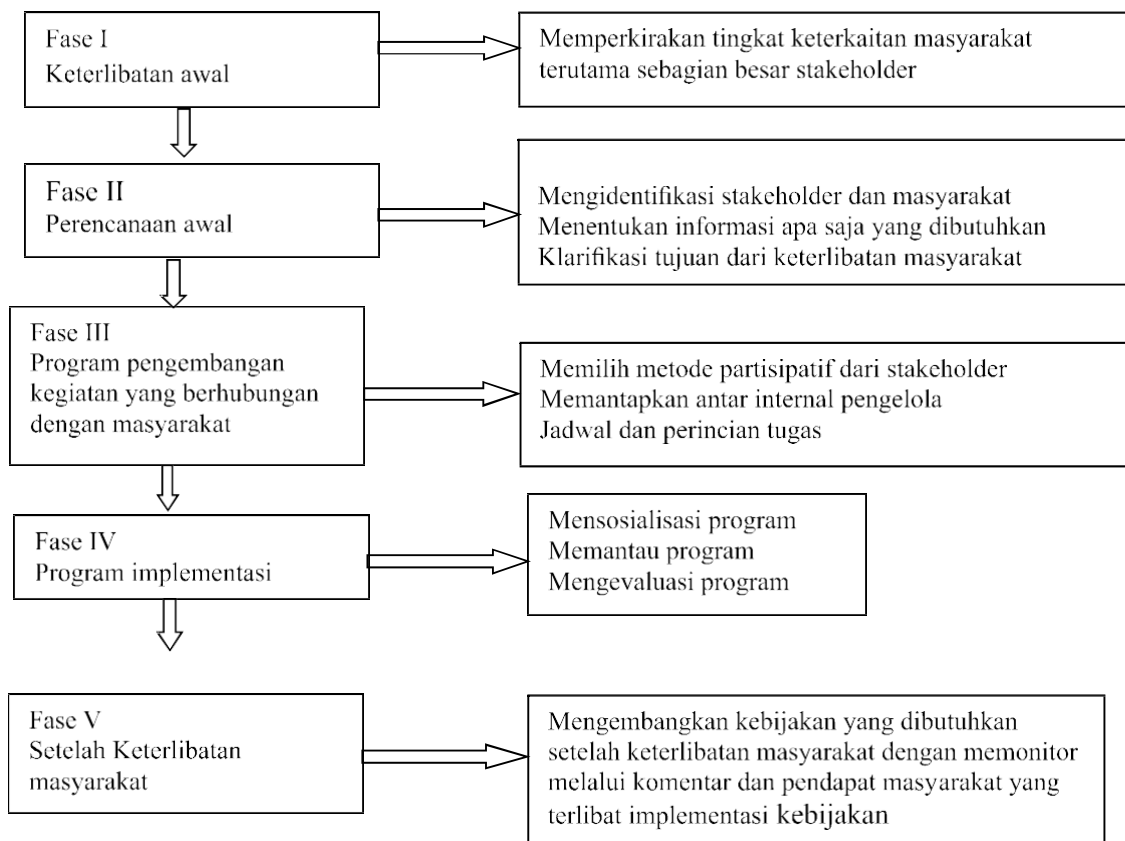 Fase I
Keterlibatan awal
Memperkirakan tingkat keterkaitan masyarakat
terutama sebagian besar stakeholder
Fase II
Perencanaan awal
Mengidentifikasi stakeholder dan masyarakat
Menentukan informasi apa saja yang dibutuhkan
Klarifikasi tujuan dari keterlibatan masyarakat
Fase III
Program pengembangan
kegiatan yang berhubungan
dengan masyarakat
Memilih metode partisipatif dari stakeholder
Memantapkan antar internal pengelola
Jadwal dan perincian tugas
Fase IV
Program implementasi
Mensosialisasi program
Memantau program
Mengevaluasi program
Fase V
Setelah Keterlibatan
masyarakat
Mengembangkan kebijakan yang dibutuhkan
setelah keterlibatan masyarakat dengan memonitor
melalui komentar dan pendapat masyarakat yang
terlibat implementasi kebijakan